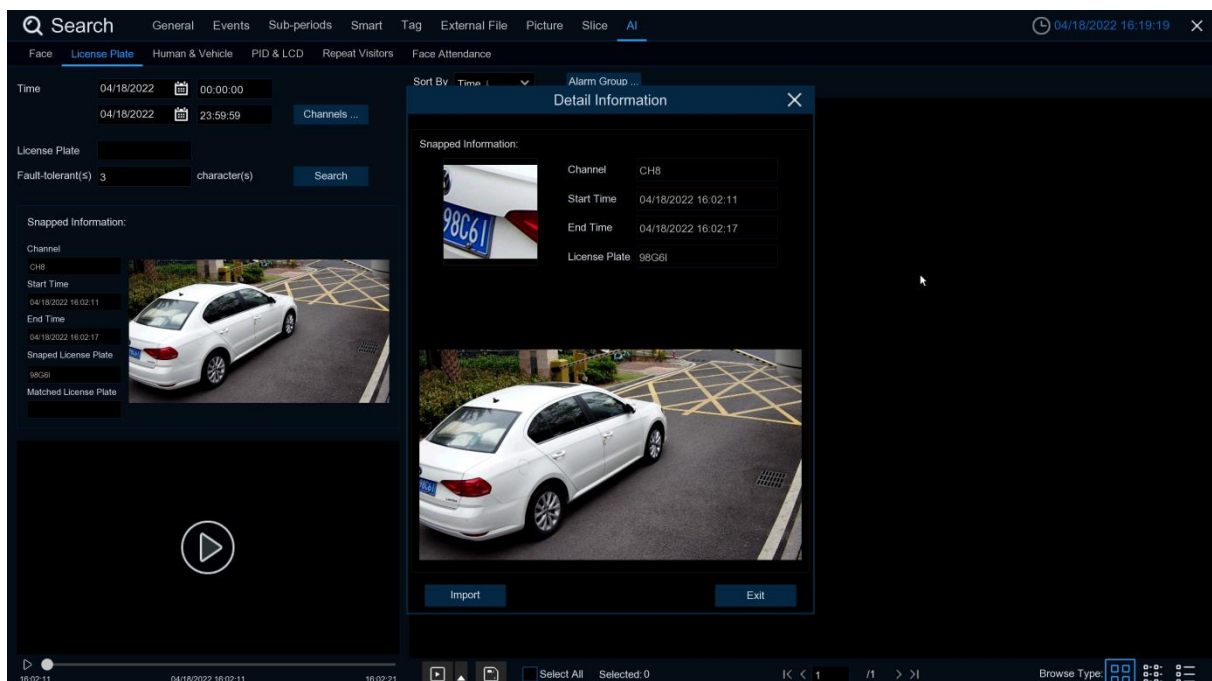 Search General Events Sub-periods Smart Tag External File Picture Slice AI 04/18/2022 16:19:19
Face License Plate Human & Vehicle PID & LCD Repeat Visitors Face Attendance
Time 04/18/2022 00:00:00
04/18/2022 23:59:59 Channels ...
License Plate
Fault-tolerant(≤) 3 character(s) Search
Snapped Information:
Channel
CH8
Start Time
04/18/2022 16:02:11
End Time
04/18/2022 16:02:17
Snaped License Plate
98G6I
Matched License Plate
16:02:11 04/18/2022 16:02:11 16:02:21
Sort By Time ↓ Alarm Group ...
Detail Information
Snapped Information:
98C61
Channel CH8
Start Time 04/18/2022 16:02:11
End Time 04/18/2022 16:02:17
License Plate 98G6I
Import Exit
Select All Selected: 0 1 /1 Browse Type: